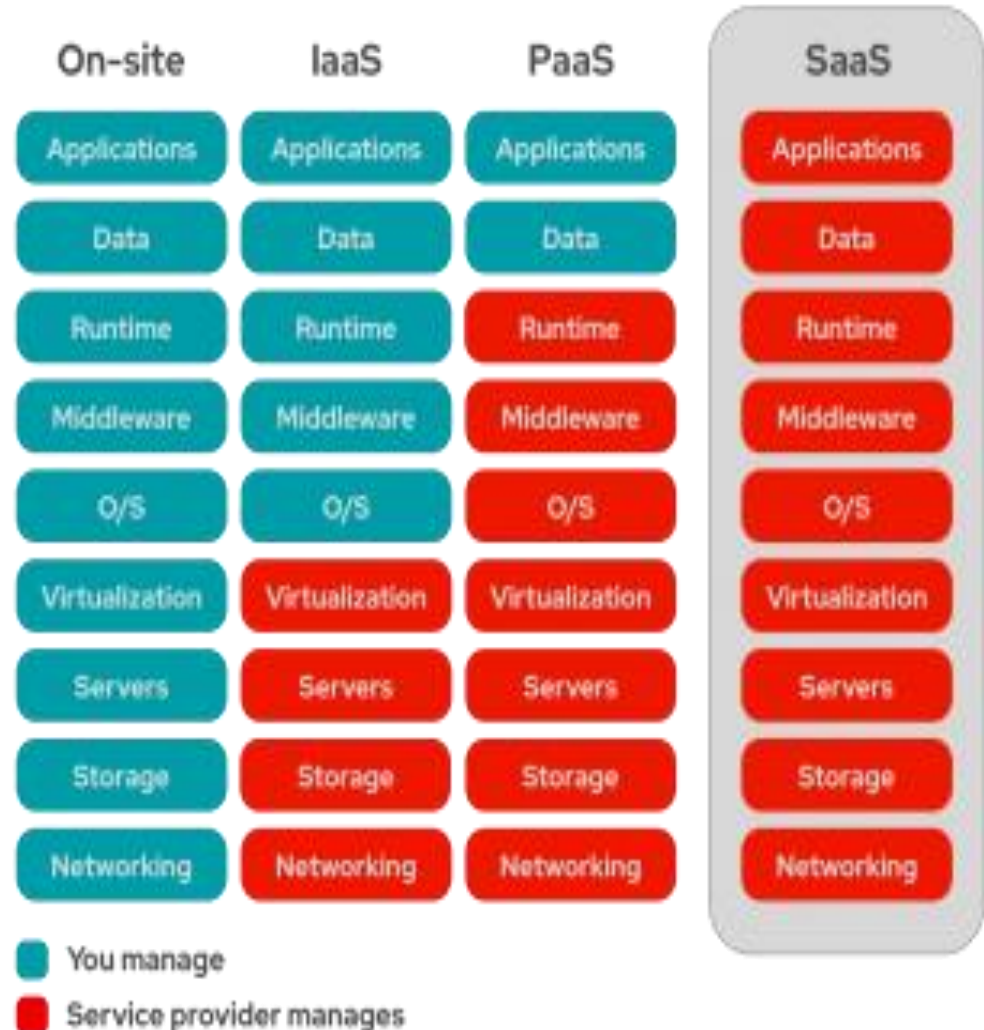 On-site IaaS PaaS SaaS
Applications Applications Applications Applications
Data Data Data Data
Runtime Runtime Runtime Runtime
Middleware Middleware Middleware Middleware
O/S O/S O/S O/S
Virtualization Virtualization Virtualization Virtualization
Servers Servers Servers Servers
Storage Storage Storage Storage
Networking Networking Networking Networking
You manage
Service provider manages